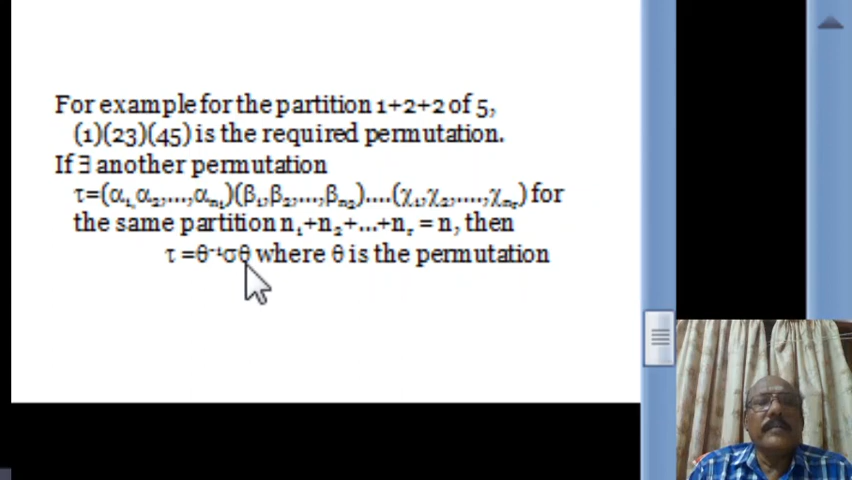 For example for the partition 1+2+2 of 5,
(1)(23)(45) is the required permutation.
If ∃ another permutation
τ=(α₁,α₂,...,αₙ₁)(β₁,β₂,...,βₙ₂)....(χ₁,χ₂,....,χₙᵣ) for
the same partition n₁+n₂+...+nᵣ = n, then
τ =θ⁻¹σθ where θ is the permutation